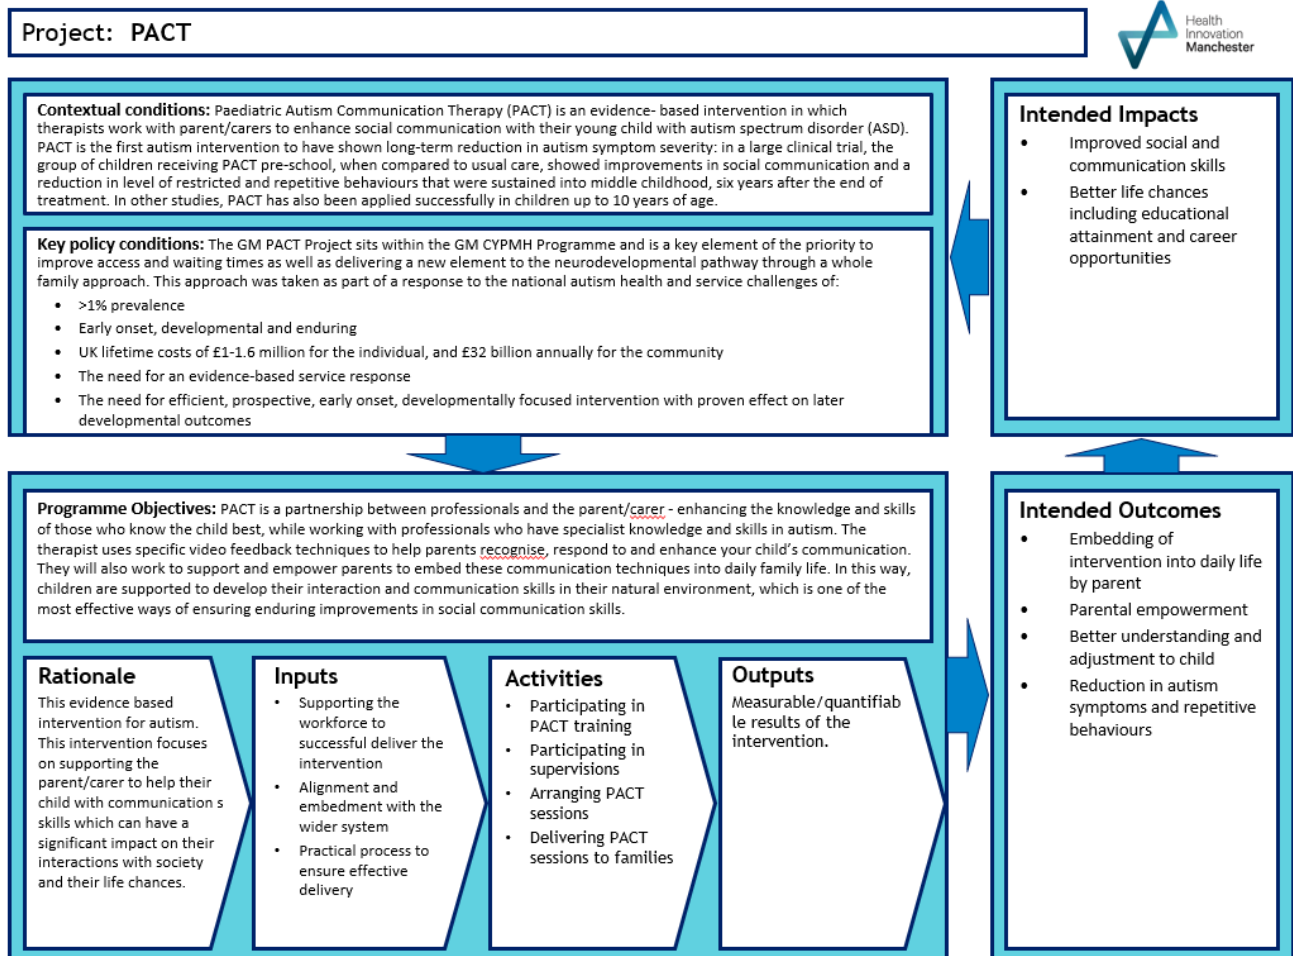 Project: PACT
Health
Innovation
Manchester
Contextual conditions: Paediatric Autism Communication Therapy (PACT) is an evidence- based intervention in which
therapists work with parent/carers to enhance social communication with their young child with autism spectrum disorder (ASD).
PACT is the first autism intervention to have shown long-term reduction in autism symptom severity: in a large clinical trial, the
group of children receiving PACT pre-school, when compared to usual care, showed improvements in social communication and a
reduction in level of restricted and repetitive behaviours that were sustained into middle childhood, six years after the end of
treatment. In other studies, PACT has also been applied successfully in children up to 10 years of age.
Key policy conditions: The GM PACT Project sits within the GM CYPMH Programme and is a key element of the priority to
improve access and waiting times as well as delivering a new element to the neurodevelopmental pathway through a whole
family approach. This approach was taken as part of a response to the national autism health and service challenges of:
• >1% prevalence
• Early onset, developmental and enduring
• UK lifetime costs of £1-1.6 million for the individual, and £32 billion annually for the community
• The need for an evidence-based service response
• The need for efficient, prospective, early onset, developmentally focused intervention with proven effect on later
developmental outcomes
Intended Impacts
• Improved social and
communication skills
• Better life chances
including educational
attainment and career
opportunities
Programme Objectives: PACT is a partnership between professionals and the parent/carer - enhancing the knowledge and skills
of those who know the child best, while working with professionals who have specialist knowledge and skills in autism. The
therapist uses specific video feedback techniques to help parents recognise, respond to and enhance your child's communication.
They will also work to support and empower parents to embed these communication techniques into daily family life. In this way,
children are supported to develop their interaction and communication skills in their natural environment, which is one of the
most effective ways of ensuring enduring improvements in social communication skills.
Rationale
This evidence based
intervention for autism.
This intervention focuses
on supporting the
parent/carer to help their
child with communication s
skills which can have a
significant impact on their
interactions with society
and their life chances.
Inputs
• Supporting the
workforce to
successful deliver the
intervention
• Alignment and
embedment with the
wider system
• Practical process to
ensure effective
delivery
Activities
• Participating in
PACT training
• Participating in
supervisions
• Arranging PACT
sessions
• Delivering PACT
sessions to families
Outputs
Measurable/quantifiab
le results of the
intervention.
Intended Outcomes
• Embedding of
intervention into daily life
by parent
• Parental empowerment
• Better understanding and
adjustment to child
• Reduction in autism
symptoms and repetitive
behaviours